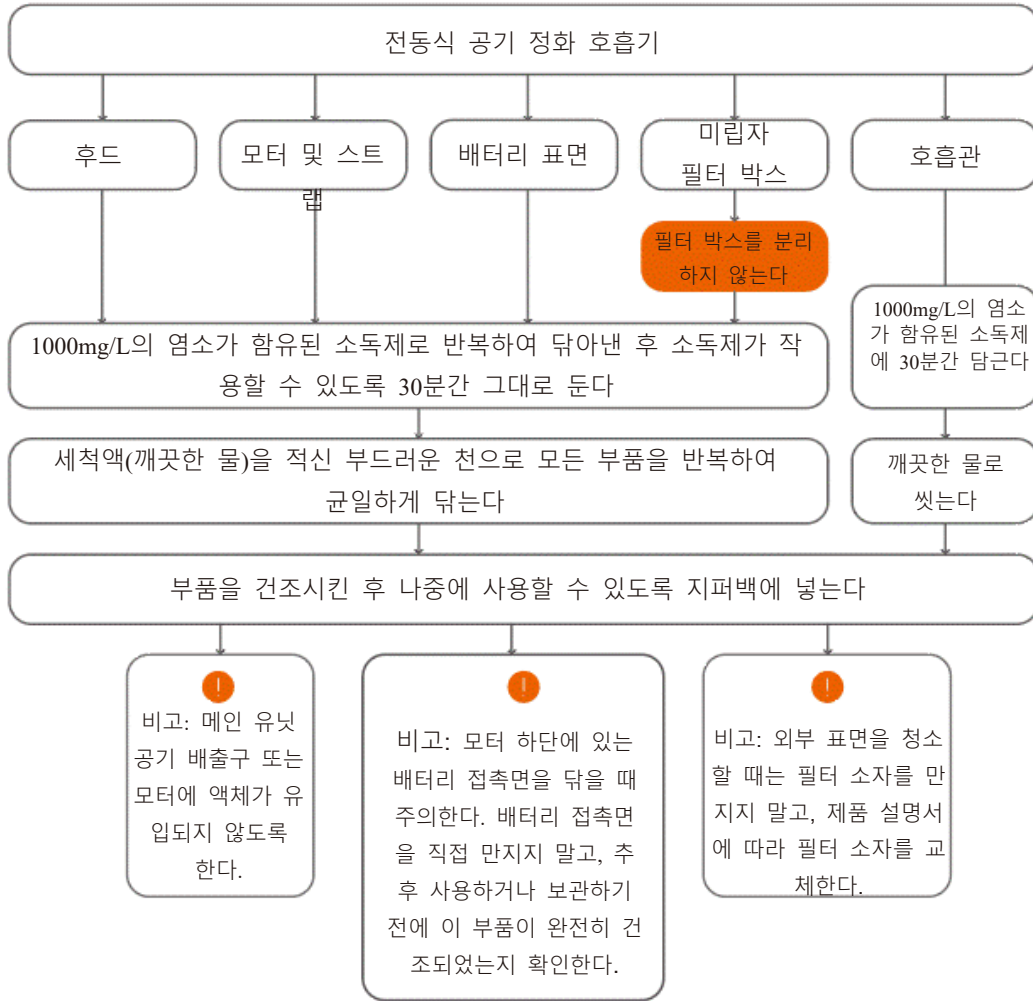 전동식 공기 정화 호흡기
후드
모터 및 스트
랩
배터리 표면
미립자
필터 박스
호흡관
필터 박스를 분리
하지 않는다
1000mg/L의 염소가 함유된 소독제로 반복하여 닦아낸 후 소독제가 작
용할 수 있도록 30분간 그대로 둔다
1000mg/L의 염소
가 함유된 소독제
에 30분간 담근다
세척액(깨끗한 물)을 적신 부드러운 천으로 모든 부품을 반복하여
균일하게 닦는다
깨끗한 물로
씻는다
부품을 건조시킨 후 나중에 사용할 수 있도록 지퍼백에 넣는다
!
비고: 메인 유닛
공기 배출구 또는
모터에 액체가 유
입되지 않도록
한다.
!
비고: 모터 하단에 있는
배터리 접촉면을 닦을 때
주의한다. 배터리 접촉면
을 직접 만지지 말고, 추
후 사용하거나 보관하기
전에 이 부품이 완전히 건
조되었는지 확인한다.
!
비고: 외부 표면을 청소
할 때는 필터 소자를 만
지지 말고, 제품 설명서
에 따라 필터 소자를 교
체한다.